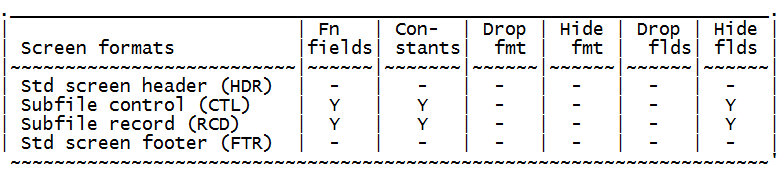 ._______________________________________________________________________.
|                           | Fn   | Con-  | Drop | Hide | Drop | Hide |
| Screen formats            |fields| stants|  fmt |  fmt | flds | flds |
|~~~~~~~~~~~~~~~~~~~~~~~~~~~|~~~~~~|~~~~~~~|~~~~~~|~~~~~~|~~~~~~|~~~~~~|
| Std screen header (HDR)   |  -   |   -   |  -   |  -   |  -   |  -   |
| Subfile control (CTL)     |  Y   |   Y   |  -   |  -   |  -   |  Y   |
| Subfile record (RCD)      |  Y   |   Y   |  -   |  -   |  -   |  Y   |
| Std screen footer (FTR)   |  -   |   -   |  -   |  -   |  -   |  -   |
~~~~~~~~~~~~~~~~~~~~~~~~~~~~~~~~~~~~~~~~~~~~~~~~~~~~~~~~~~~~~~~~~~~~~~~'